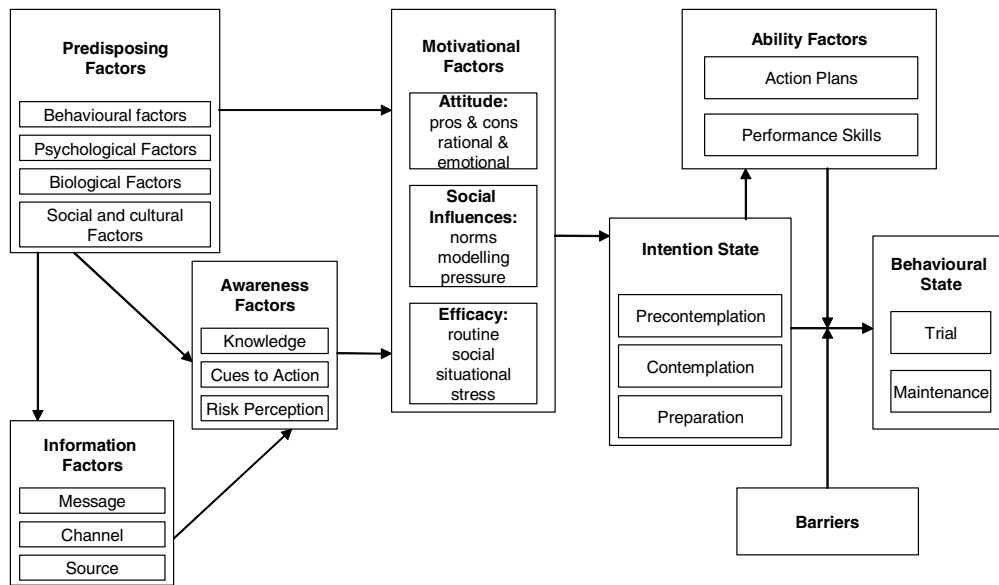 Predisposing
Factors
Behavioural factors
Psychological Factors
Biological Factors
Social and cultural
Factors
Information
Factors
Message
Channel
Source
Awareness
Factors
Knowledge
Cues to Action
Risk Perception
Motivational
Factors
Attitude:
pros & cons
rational &
emotional
Social
Influences:
norms
modelling
pressure
Efficacy:
routine
social
situational
stress
Intention State
Precontemplation
Contemplation
Preparation
Ability Factors
Action Plans
Performance Skills
Barriers
Behavioural
State
Trial
Maintenance